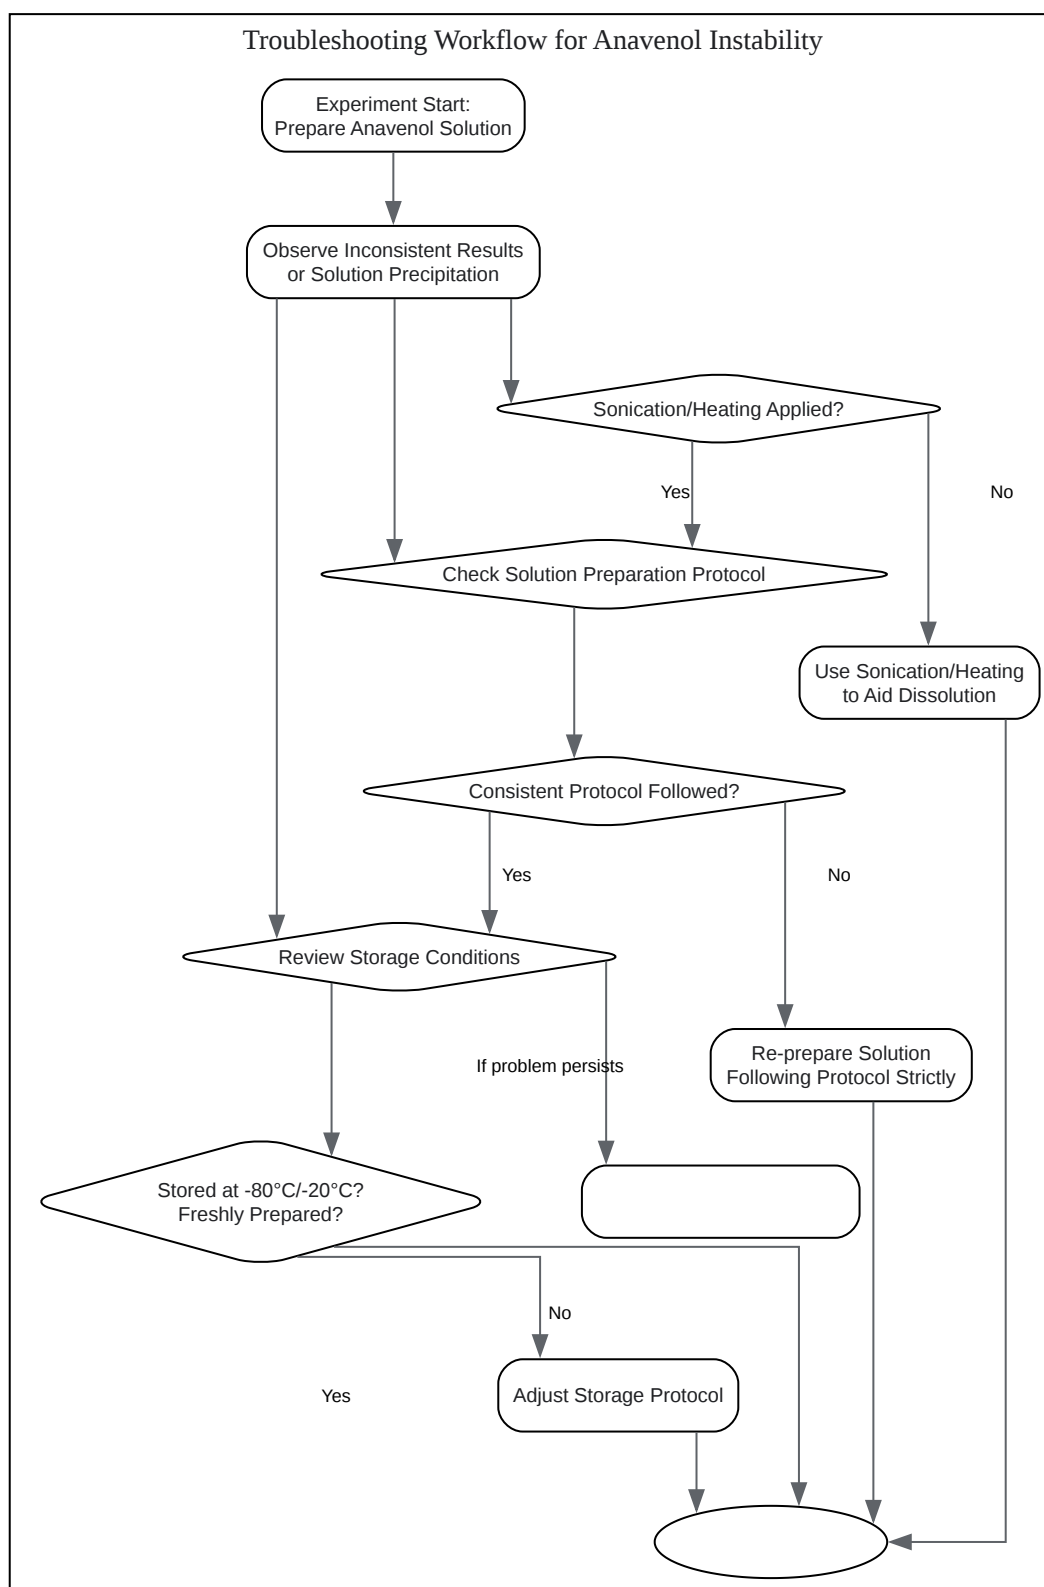 Troubleshooting Workflow for Anavenol Instability
Experiment Start:
Prepare Anavenol Solution
Observe Inconsistent Results
or Solution Precipitation
Sonication/Heating Applied?
Yes
No
Check Solution Preparation Protocol
Use Sonication/Heating
to Aid Dissolution
Consistent Protocol Followed?
Yes
No
Review Storage Conditions
Re-prepare Solution
Following Protocol Strictly
If problem persists
Stored at -80°C/-20°C?
Freshly Prepared?
No
Yes
Adjust Storage Protocol